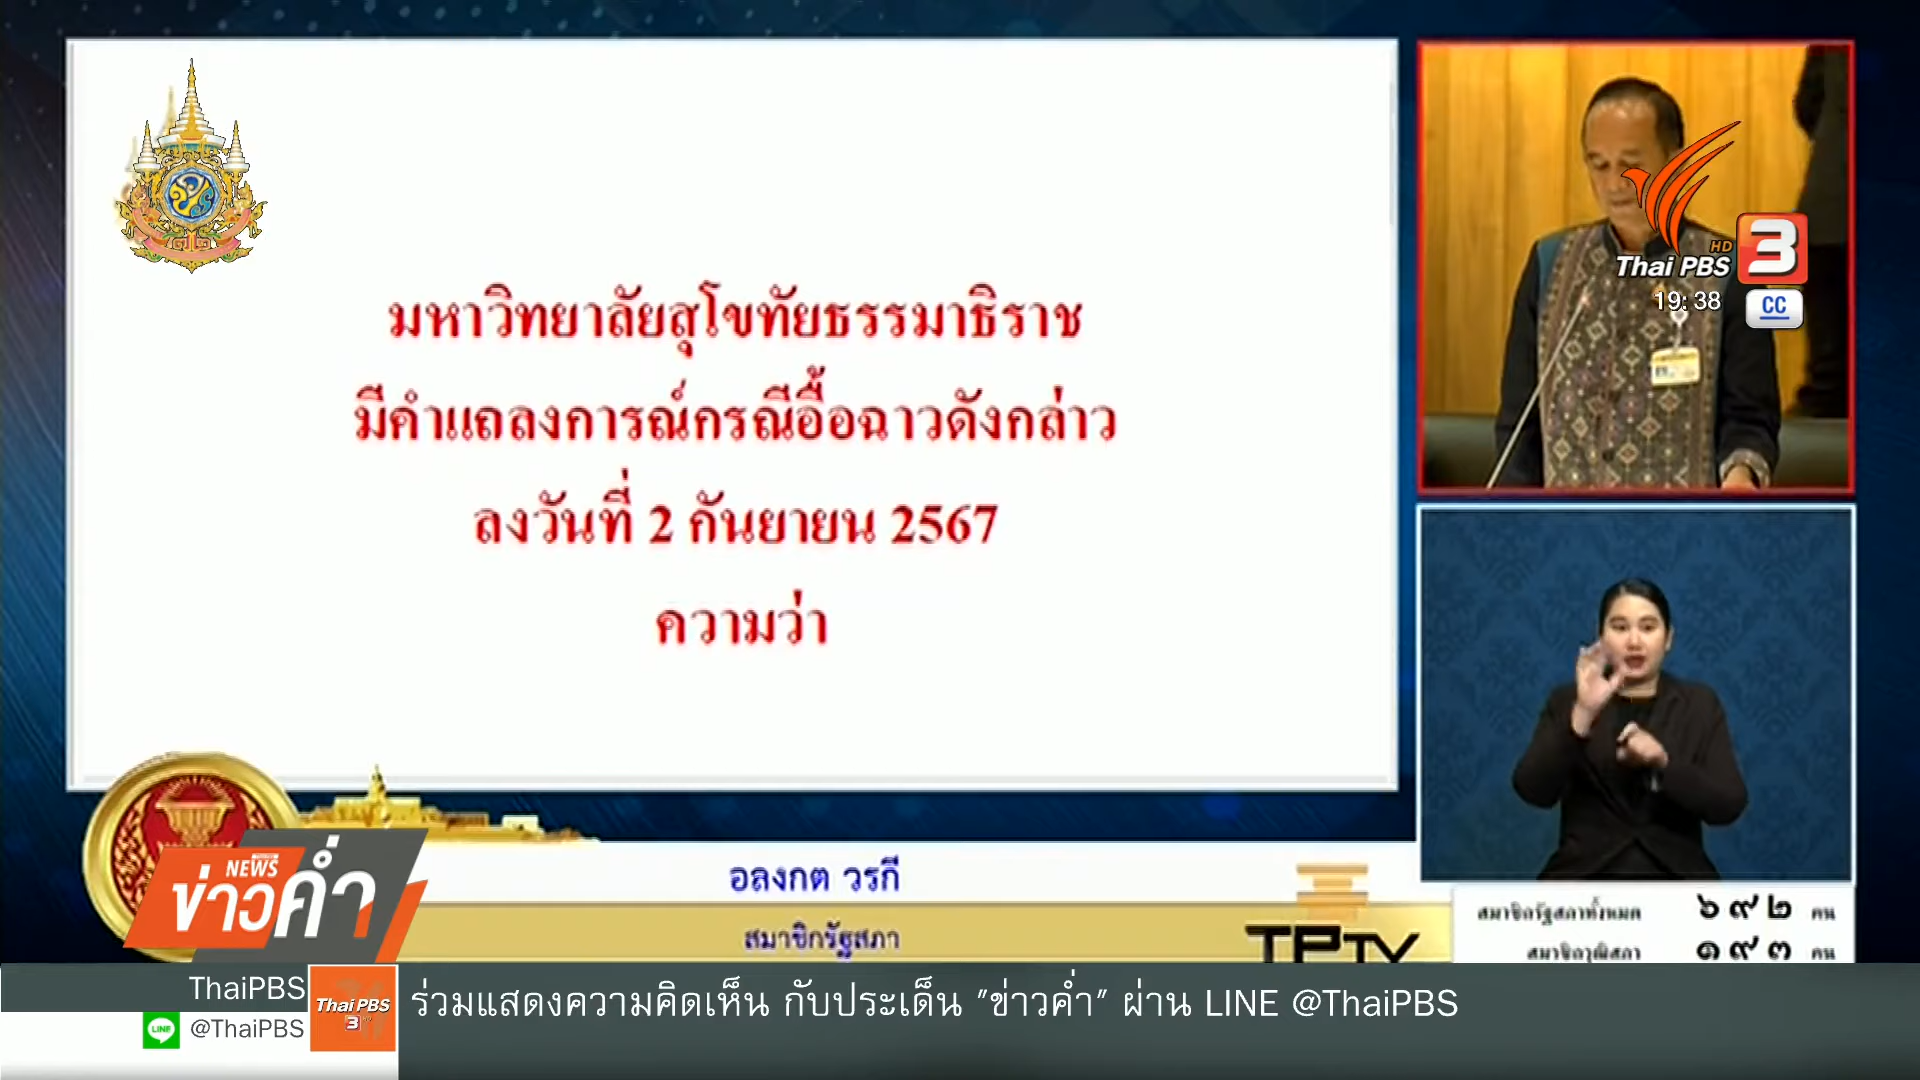 มหาวิทยาลัยสุโขทัยธรรมาธิราช
มีคำแถลงการณ์กรณีอื้อฉาวดังกล่าว
ลงวันที่ 2 กันยายน 2567
ความว่า
HD
Thai PBS 3
19:38 CC
NEWS
ข่าวค่ำ
อลงกต วรกี
สมาชิกรัฐสภา
TPTV
สมาชิกรัฐสภาทั้งหมด ๖๙๒ คน
สมาชิกวุฒิสภา ๑๙๓ คน
ThaiPBS
LINE @ThaiPBS
Thai PBS
3
ร่วมแสดงความคิดเห็น กับประเด็น "ข่าวค่ำ" ผ่าน LINE @ThaiPBS